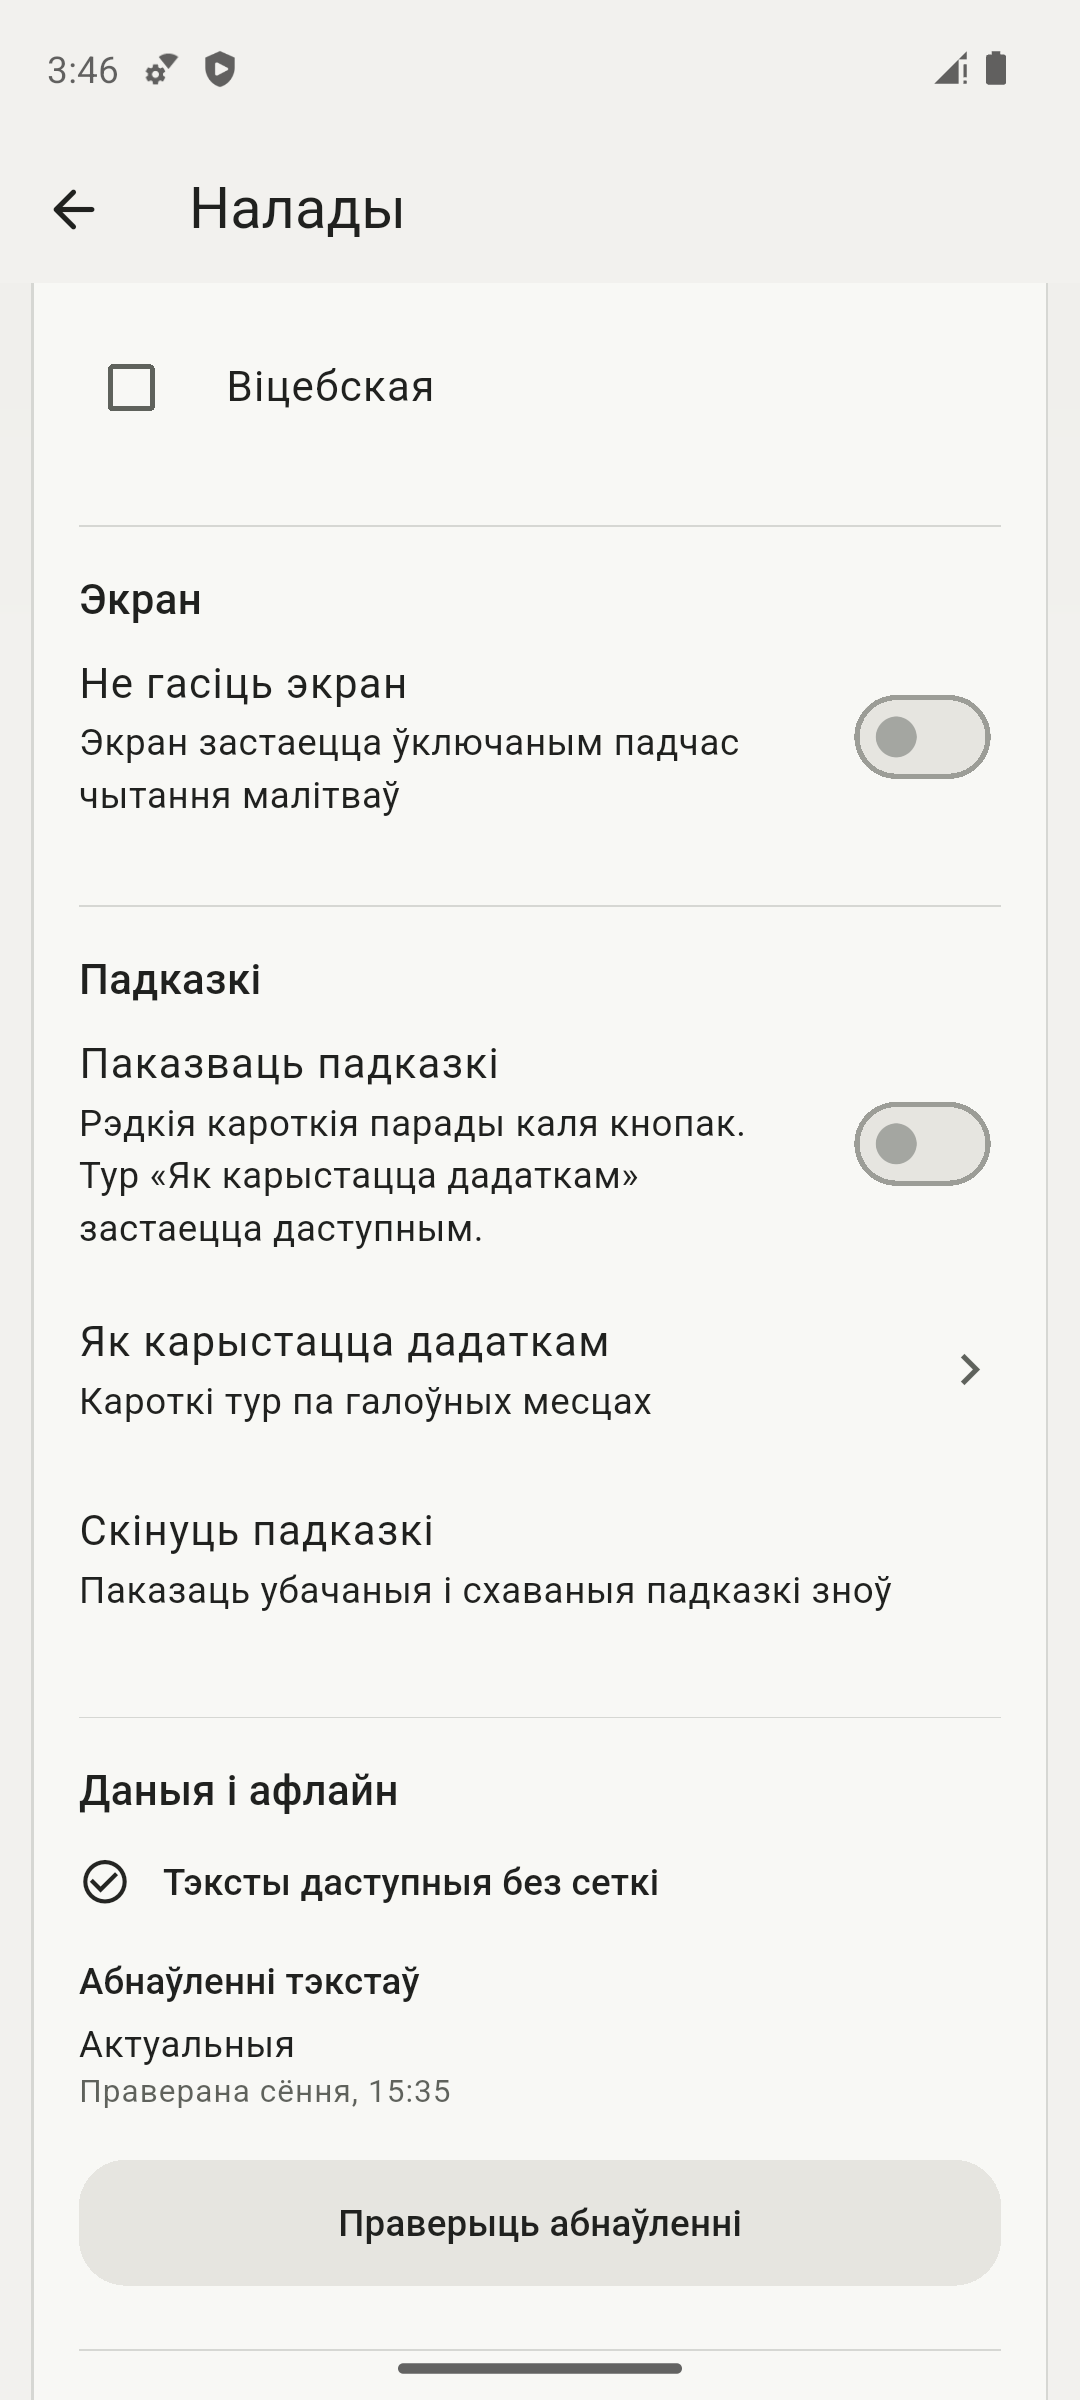 3:46
Налады
Віцебская
Экран
Не гасіць экран
Экран застаецца ўключаным падчас
чытання малітваў
Падказкі
Паказваць падказкі
Рэдкія кароткія парады каля кнопак.
Тур «Як карыстацца дадаткам»
застаецца даступным.
Як карыстацца дадаткам
Кароткі тур па галоўных месцах
Скінуць падказкі
Паказаць убачаныя і схаваныя падказкі зноў
Даныя і афлайн
Тэксты даступныя без сеткі
Абнаўленні тэкстаў
Актуальныя
Праверана сёння, 15:35
Праверыць абнаўленні